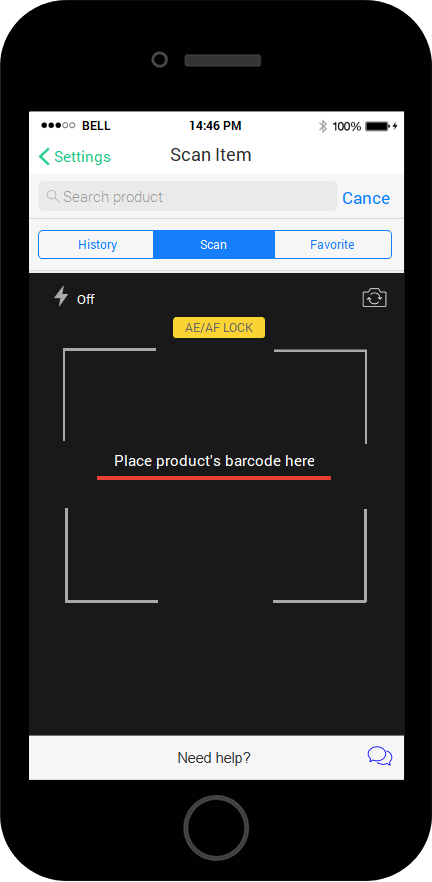 BELL 14:46 PM 100%
Settings Scan Item
Search product Cance
History Scan Favorite
Off
AE/AF LOCK
Place product's barcode here
Need help?